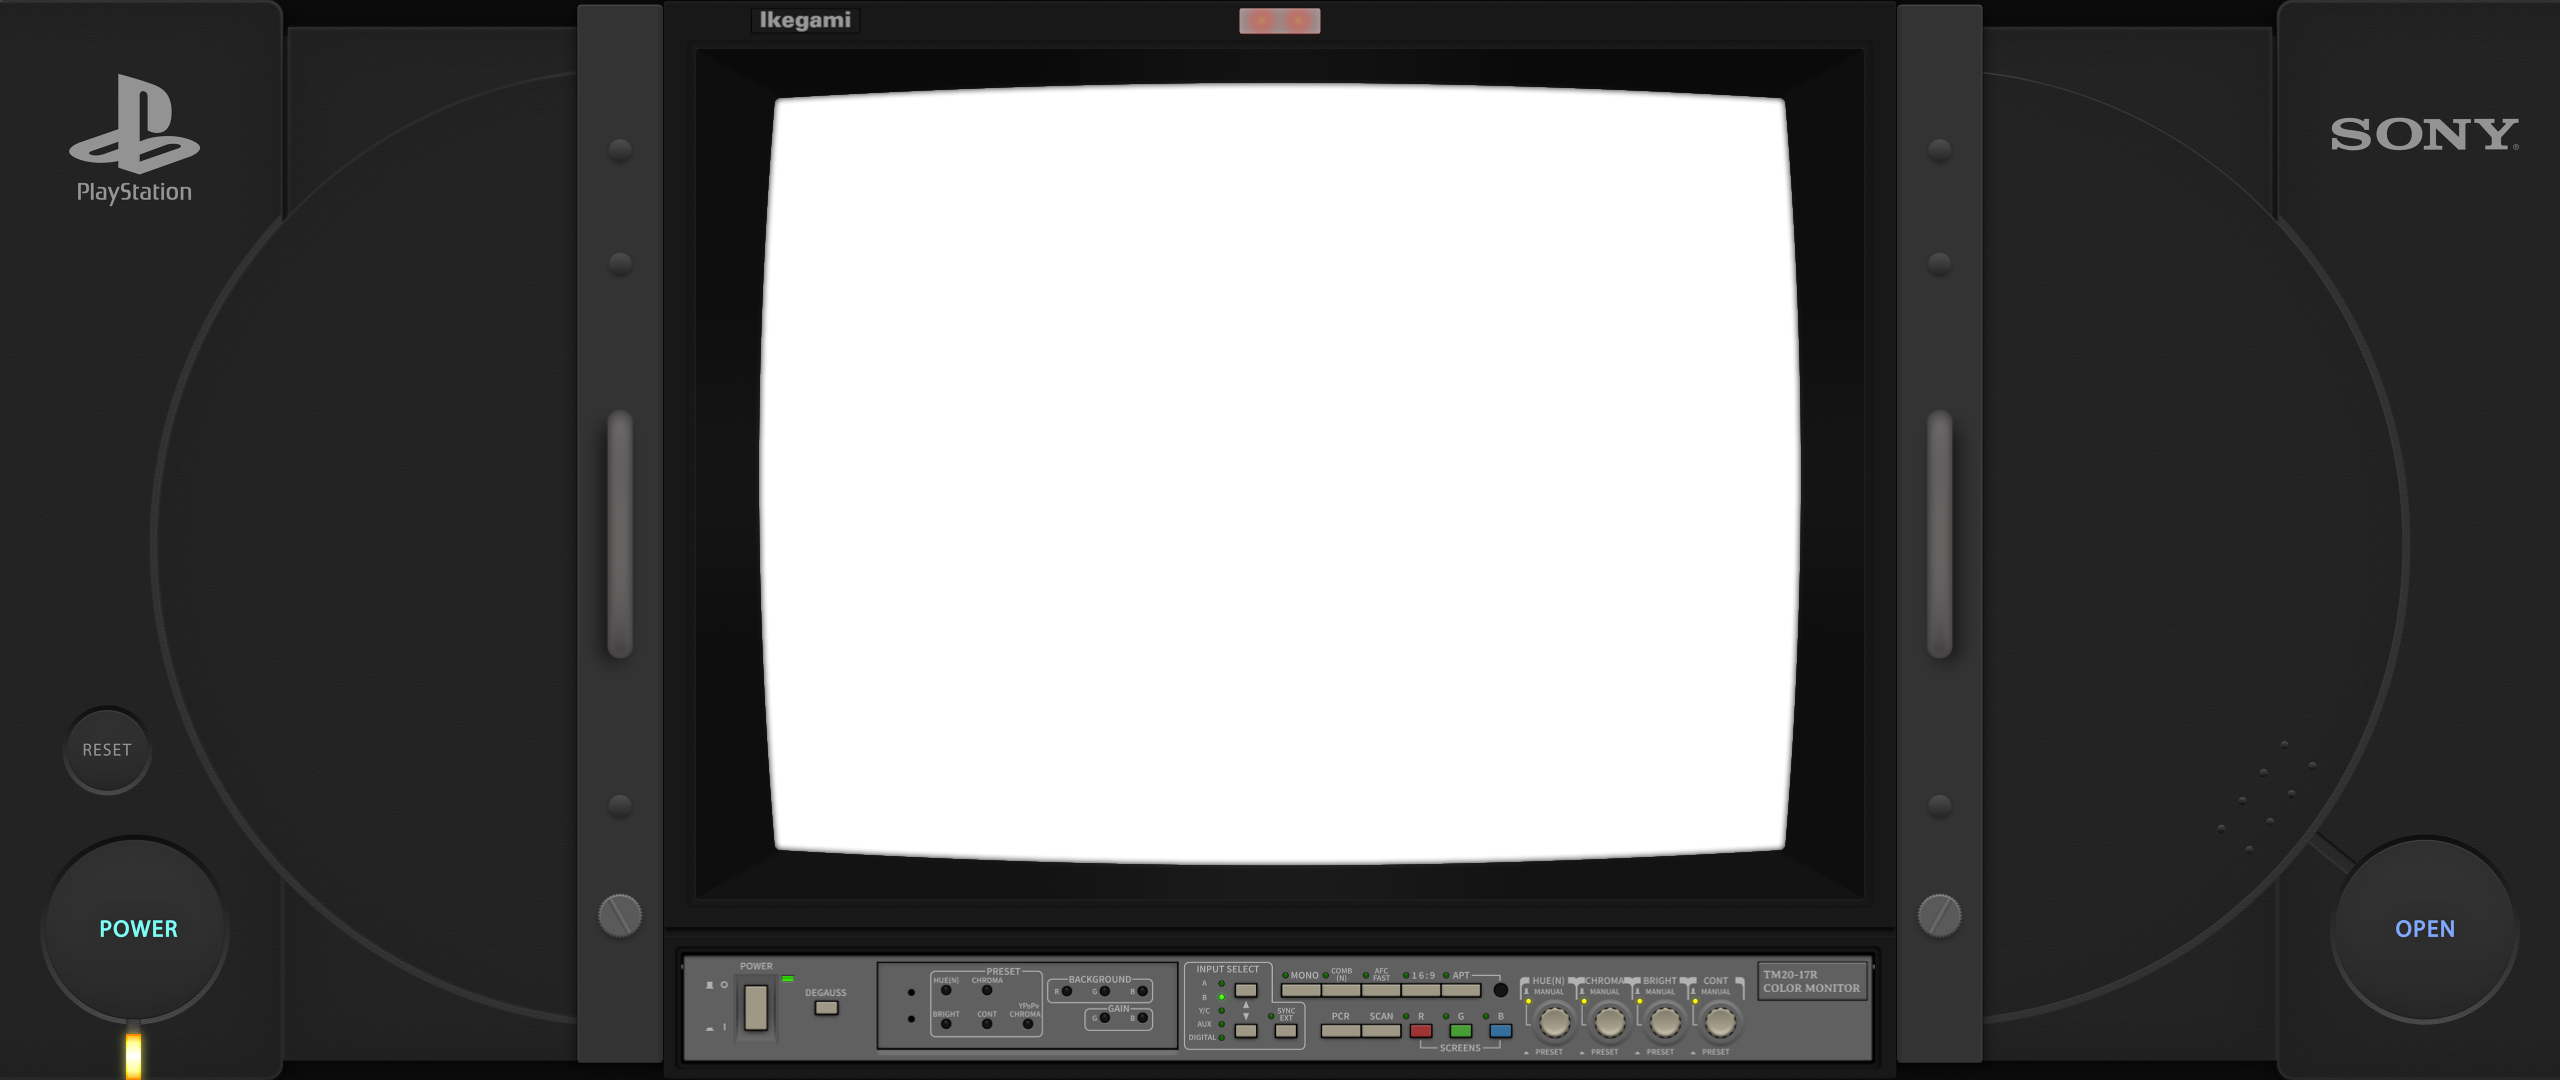 Ikegami
PlayStation
SONY
RESET
POWER
OPEN
POWER
DEGAUSS
PRESET
HUE(N) CHROMA
YPBPR
BRIGHT CONT CHROMA
BACKGROUND
R G B
GAIN
G B
INPUT SELECT
A
B
Y/C
AUX
DIGITAL
SYNC
EXT
MONO COMB (N) AFC FAST 16:9 APT
PCR SCAN R G B
SCREENS
HUE(N) CHROMA BRIGHT CONT
MANUAL MANUAL MANUAL MANUAL
PRESET PRESET PRESET PRESET
TM20-17R
COLOR MONITOR